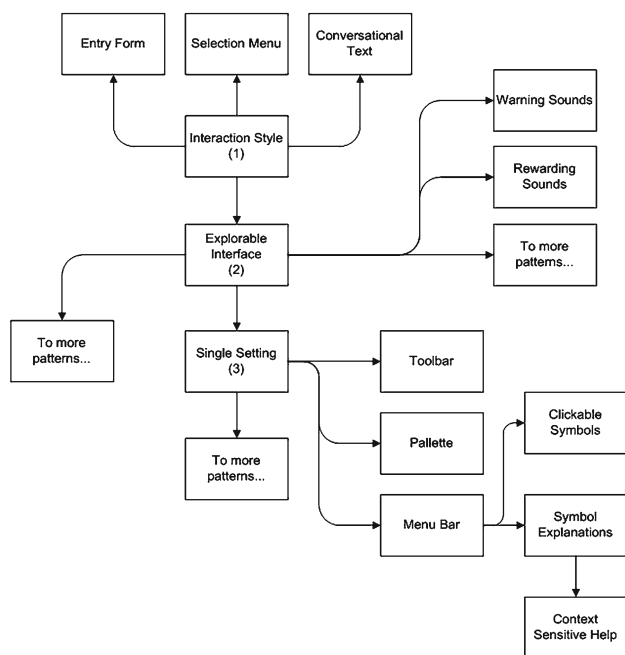 Entry Form
Selection Menu
Conversational
Text
Interaction Style
(1)
Warning Sounds
Rewarding
Sounds
Explorable
Interface
(2)
To more
patterns...
To more
patterns...
Single Setting
(3)
Toolbar
Clickable
Symbols
To more
patterns...
Pallette
Menu Bar
Symbol
Explanations
Context
Sensitive Help